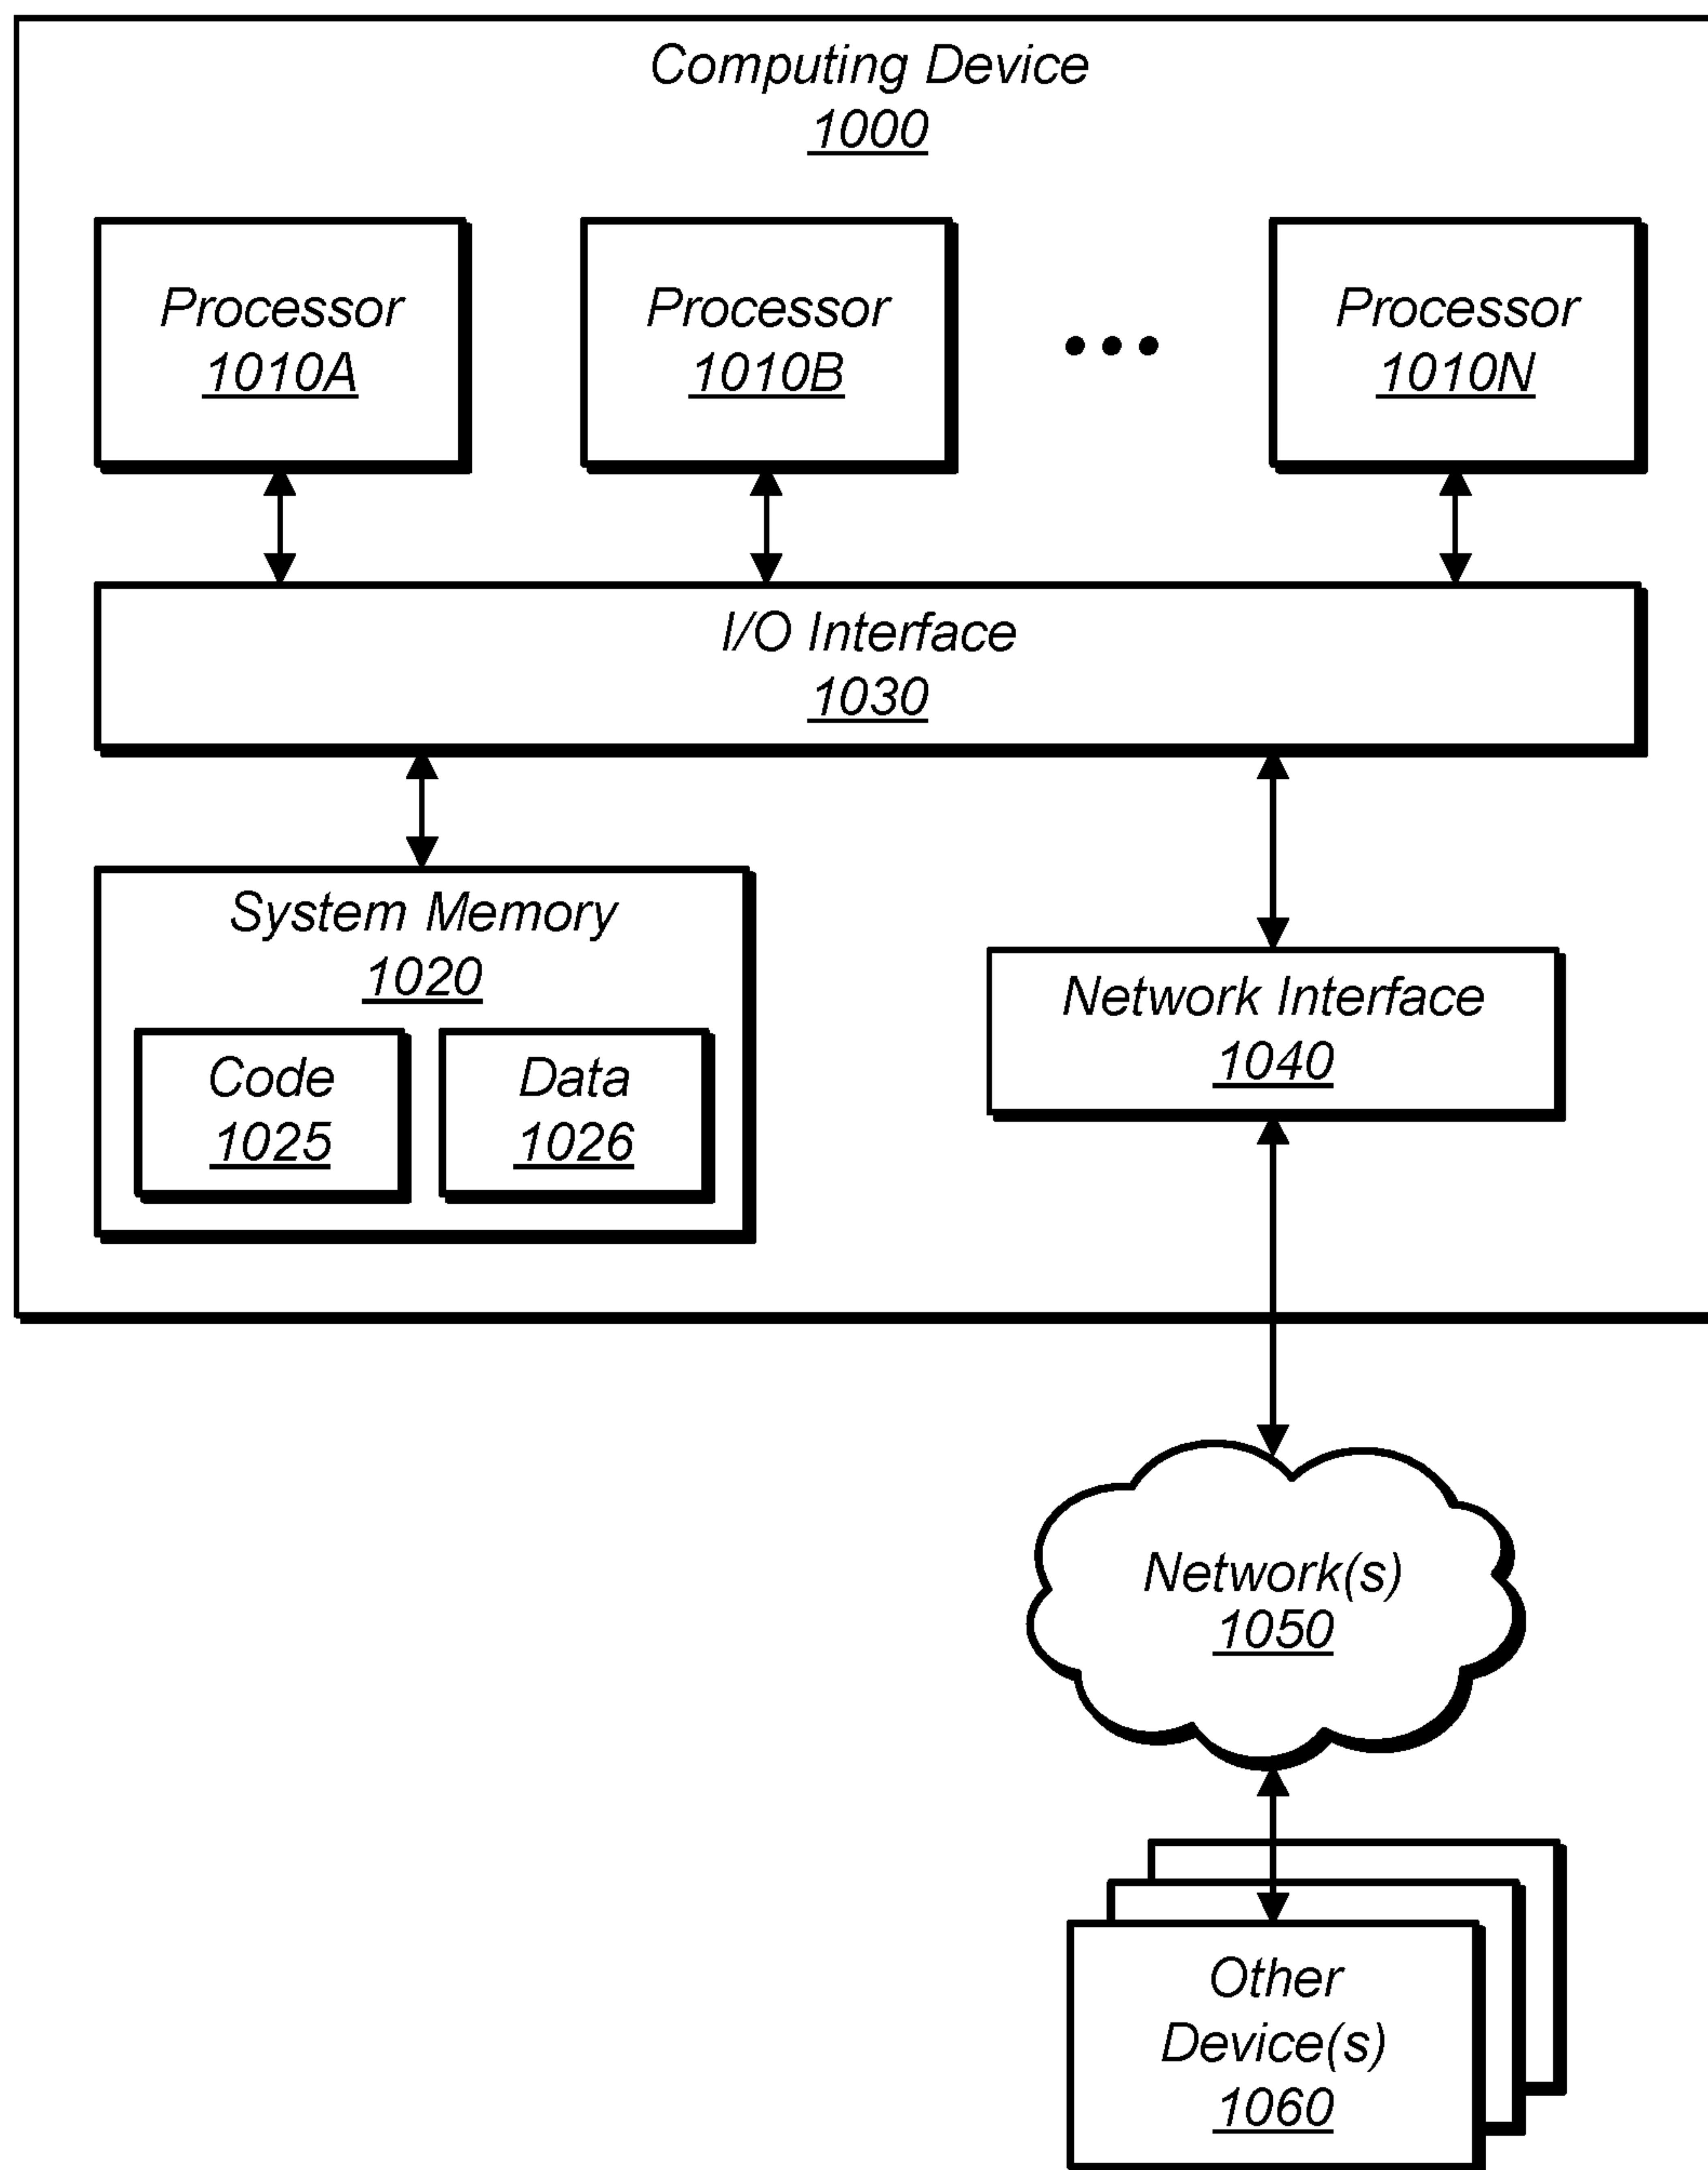 Computing Device
1000
Processor
1010A
Processor
1010B
Processor
1010N
I/O Interface
1030
System Memory
1020
Code
1025
Data
1026
Network Interface
1040
Network(s)
1050
Other
Device(s)
1060